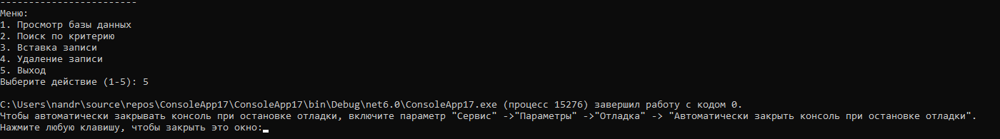 ------------------------
Меню:
1. Просмотр базы данных
2. Поиск по критерию
3. Вставка записи
4. Удаление записи
5. Выход
Выберите действие (1-5): 5
C:\Users\nandr\source\repos\ConsoleApp17\ConsoleApp17\bin\Debug\net6.0\ConsoleApp17.exe (процесс 15276) завершил работу с кодом 0.
Чтобы автоматически закрывать консоль при остановке отладки, включите параметр "Сервис" ->"Параметры" ->"Отладка" -> "Автоматически закрыть консоль при остановке отладки".
Нажмите любую клавишу, чтобы закрыть это окно: